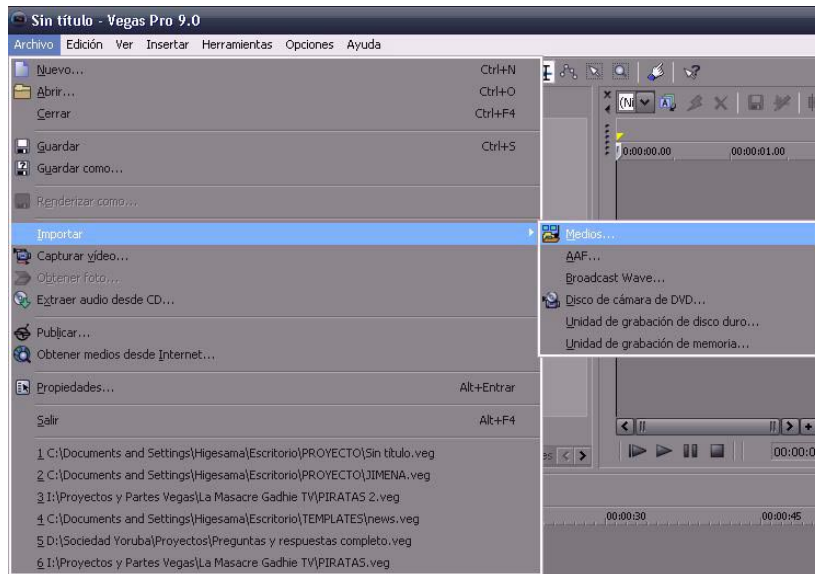 Sin título - Vegas Pro 9.0
Archivo Edición Ver Insertar Herramientas Opciones Ayuda
Nuevo... Ctrl+N
Abrir... Ctrl+O
Cerrar Ctrl+F4
Guardar Ctrl+S
Guardar como...
Renderizar como...
Importar
Capturar vídeo...
Obtener foto...
Extraer audio desde CD...
Publicar...
Obtener medios desde Internet...
Propiedades... Alt+Entrar
Salir Alt+F4
1 C:\Documents and Settings\Higesama\Escritorio\PROYECTO\Sin título.veg
2 C:\Documents and Settings\Higesama\Escritorio\PROYECTO\JIMENA.veg
3 I:\Proyectos y Partes Vegas\La Masacre Gadhie TV\PIRATAS 2.veg
4 C:\Documents and Settings\Higesama\Escritorio\TEMPLATES\news.veg
5 D:\Sociedad Yoruba\Proyectos\Preguntas y respuestas completo.veg
6 I:\Proyectos y Partes Vegas\La Masacre Gadhie TV\PIRATAS.veg
Medios...
AAF...
Broadcast Wave...
Disco de cámara de DVD...
Unidad de grabación de disco duro...
Unidad de grabación de memoria...
(Ni
0:00:00.00 00:00:01.00
es
00:00:0
00:00:30 00:00:45